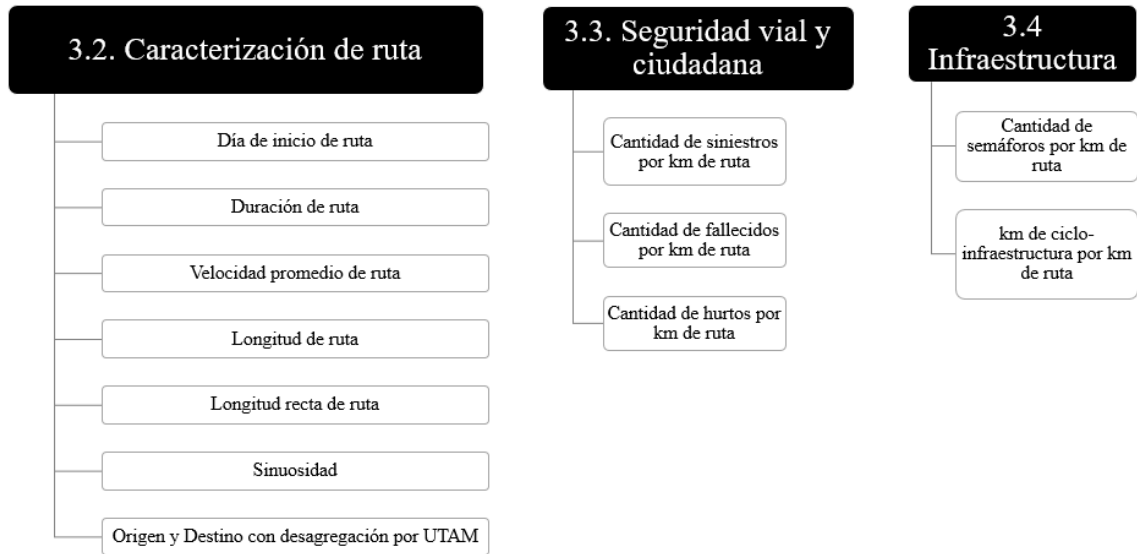 3.2. Caracterización de ruta
Día de inicio de ruta
Duración de ruta
Velocidad promedio de ruta
Longitud de ruta
Longitud recta de ruta
Sinuosidad
Origen y Destino con desagregación por UTAM
3.3. Seguridad vial y
ciudadana
Cantidad de siniestros
por km de ruta
Cantidad de fallecidos
por km de ruta
Cantidad de hurtos por
km de ruta
3.4
Infraestructura
Cantidad de
semáforos por km de
ruta
km de ciclo-
infraestructura por km
de ruta